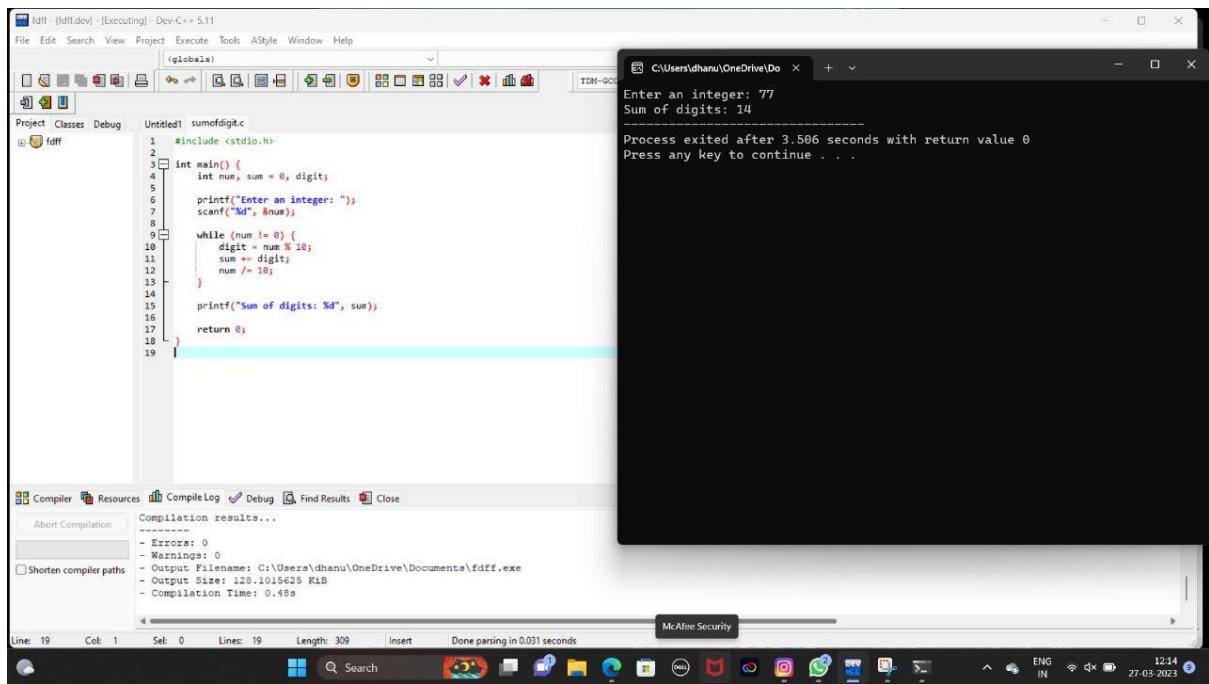 fdff - [fdff.dev] - [Executing] - Dev-C++ 5.11
File Edit Search View Project Execute Tools AStyle Window Help
(globals)
TDM-GCC
Project Classes Debug
Untitled1 sumofdigit.c
fdff
1 #include <stdio.h>
2
3 int main() {
4 int num, sum = 0, digit;
5
6 printf("Enter an integer: ");
7 scanf("%d", &num);
8
9 while (num != 0) {
10 digit = num % 10;
11 sum += digit;
12 num /= 10;
13 }
14
15 printf("Sum of digits: %d", sum);
16
17 return 0;
18 }
19
C:\Users\dhanu\OneDrive\Do
Enter an integer: 77
Sum of digits: 14
--------------------------------
Process exited after 3.506 seconds with return value 0
Press any key to continue . . .
Compiler Resources Compile Log Debug Find Results Close
Abort Compilation
Shorten compiler paths
Compilation results...
--------
- Errors: 0
- Warnings: 0
- Output Filename: C:\Users\dhanu\OneDrive\Documents\fdff.exe
- Output Size: 128.1015625 KiB
- Compilation Time: 0.48s
McAfee Security
Line: 19 Col: 1 Sel: 0 Lines: 19 Length: 309 Insert Done parsing in 0.031 seconds
Search
DELL
DEV
ENG
IN
12:14
27-03-2023